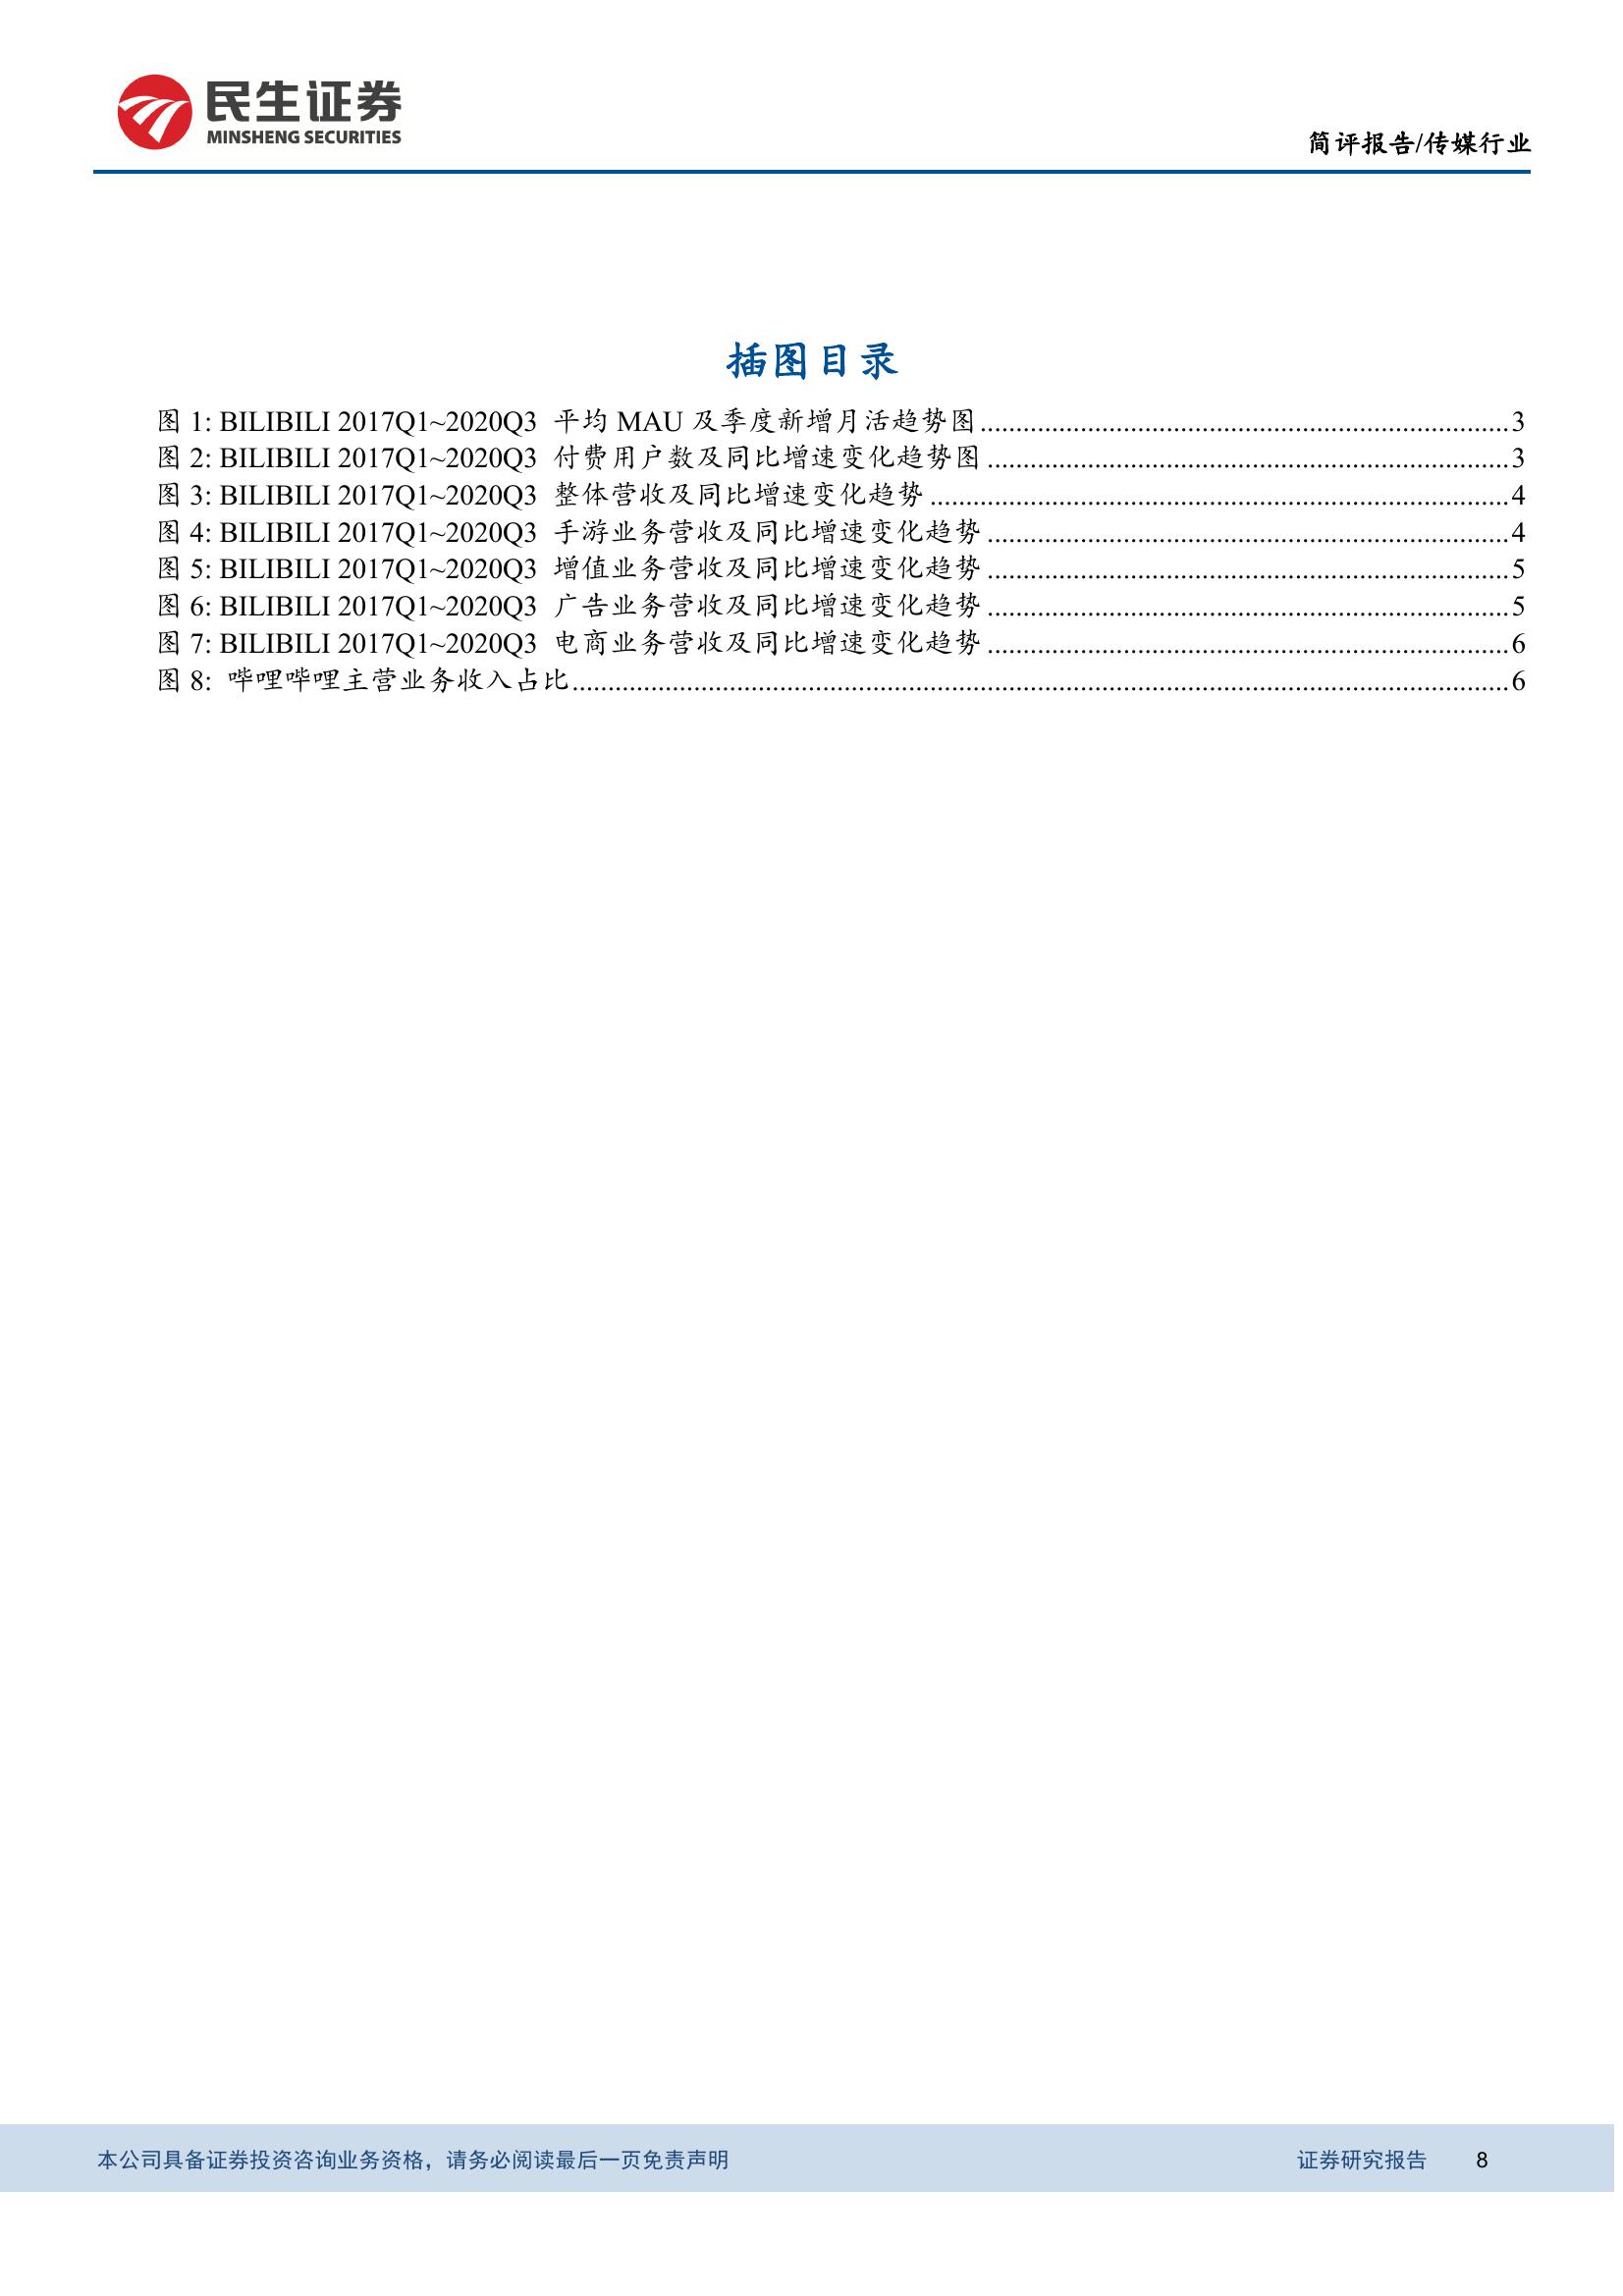 民生证券
MINSHENG SECURITIES
简评报告/传媒行业
插图目录
图 1: BILIBILI 2017Q1~2020Q3 平均 MAU 及季度新增月活趋势图......3
图 2: BILIBILI 2017Q1~2020Q3 付费用户数及同比增速变化趋势图......3
图 3: BILIBILI 2017Q1~2020Q3 整体营收及同比增速变化趋势......4
图 4: BILIBILI 2017Q1~2020Q3 手游业务营收及同比增速变化趋势......4
图 5: BILIBILI 2017Q1~2020Q3 增值业务营收及同比增速变化趋势......5
图 6: BILIBILI 2017Q1~2020Q3 广告业务营收及同比增速变化趋势......5
图 7: BILIBILI 2017Q1~2020Q3 电商业务营收及同比增速变化趋势......6
图 8: 哔哩哔哩主营业务收入占比......6
本公司具备证券投资咨询业务资格，请务必阅读最后一页免责声明 证券研究报告 8